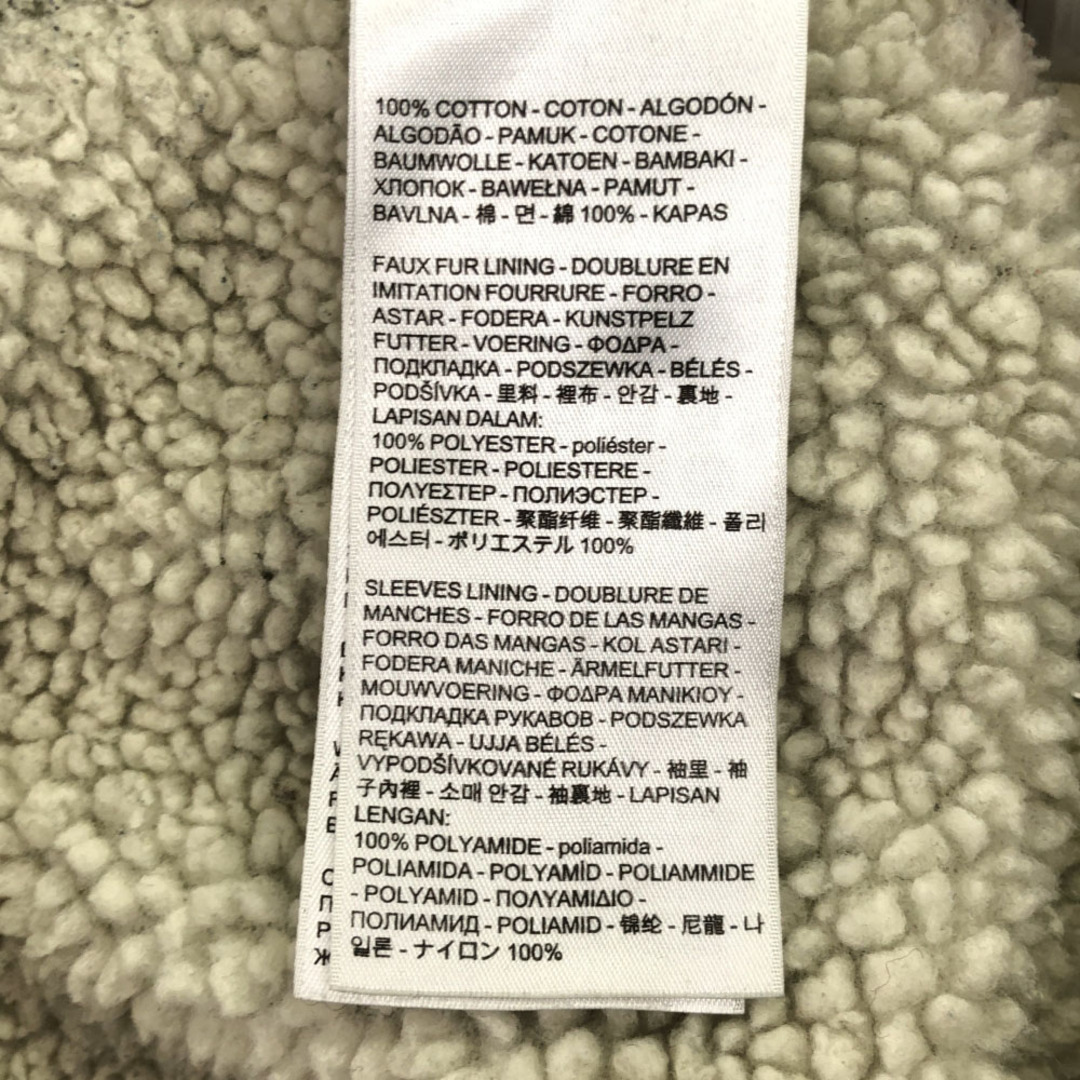 100% COTTON - COTON - ALGODÓN -
ALGODÃO - PAMUK - COTONE -
BAUMWOLLE - KATOEN - BAMBAKI -
ХЛОПОК - BAWEŁNA - PAMUT -
BAVLNA - 棉 - 면 - 綿 100% - KAPAS
FAUX FUR LINING - DOUBLURE EN
IMITATION FOURRURE - FORRO -
ASTAR - FODERA - KUNSTPELZ
FUTTER - VOERING - ΦΟΔΡΑ -
ПОДКЛАДКА - PODSZEWKA - BÉLÉS -
PODŠÍVKA - 里料 - 裡布 - 안감 - 裏地 -
LAPISAN DALAM:
100% POLYESTER - poliéster -
POLIESTER - POLIESTERE -
ΠΟΛΥΕΣΤΕΡ - ПОЛИЭСТЕР -
POLIÉSZTER - 聚酯纤维 - 聚酯纖維 - 폴리
에스터 - ポリエステル 100%
SLEEVES LINING - DOUBLURE DE
MANCHES - FORRO DE LAS MANGAS -
FORRO DAS MANGAS - KOL ASTARI -
FODERA MANICHE - ÄRMELFUTTER -
MOUWVOERING - ΦΟΔΡΑ ΜΑΝΙΚΙΟΥ -
ПОДКЛАДКА РУКАВОВ - PODSZEWKA
RĘKAWA - UJJA BÉLÉS -
VYPODŠÍVKOVANÉ RUKÁVY - 袖里 - 袖
子內裡 - 소매 안감 - 袖裏地 - LAPISAN
LENGAN:
100% POLYAMIDE - poliamida -
POLIAMIDA - POLYAMİD - POLIAMMIDE
- POLYAMID - ΠΟΛΥΑΜΙΔΙΟ -
ПОЛИАМИД - POLIAMID - 锦纶 - 尼龍 - 나
일론 - ナイロン 100%